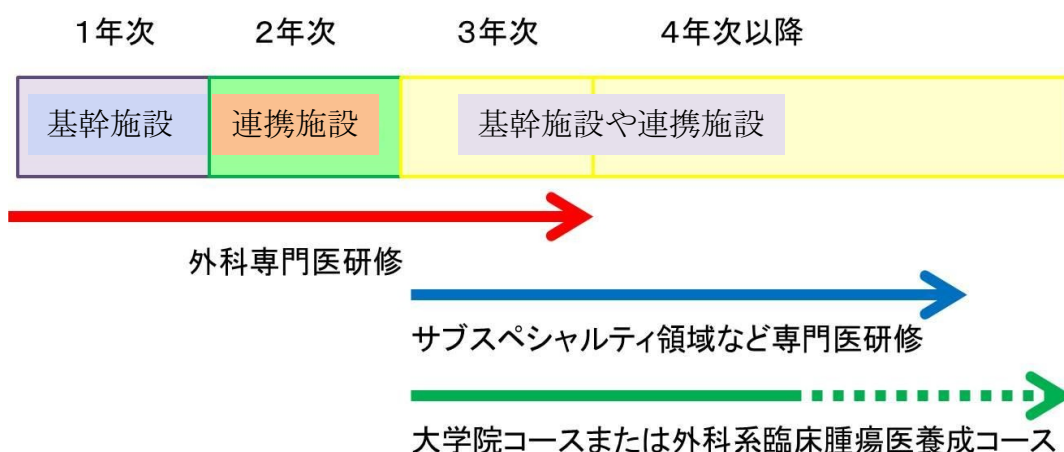 1年次 2年次 3年次 4年次以降
基幹施設 連携施設 基幹施設や連携施設
外科専門医研修
サブスペシャルティ領域など専門医研修
大学院コースまたは外科系臨床腫瘍医養成コース